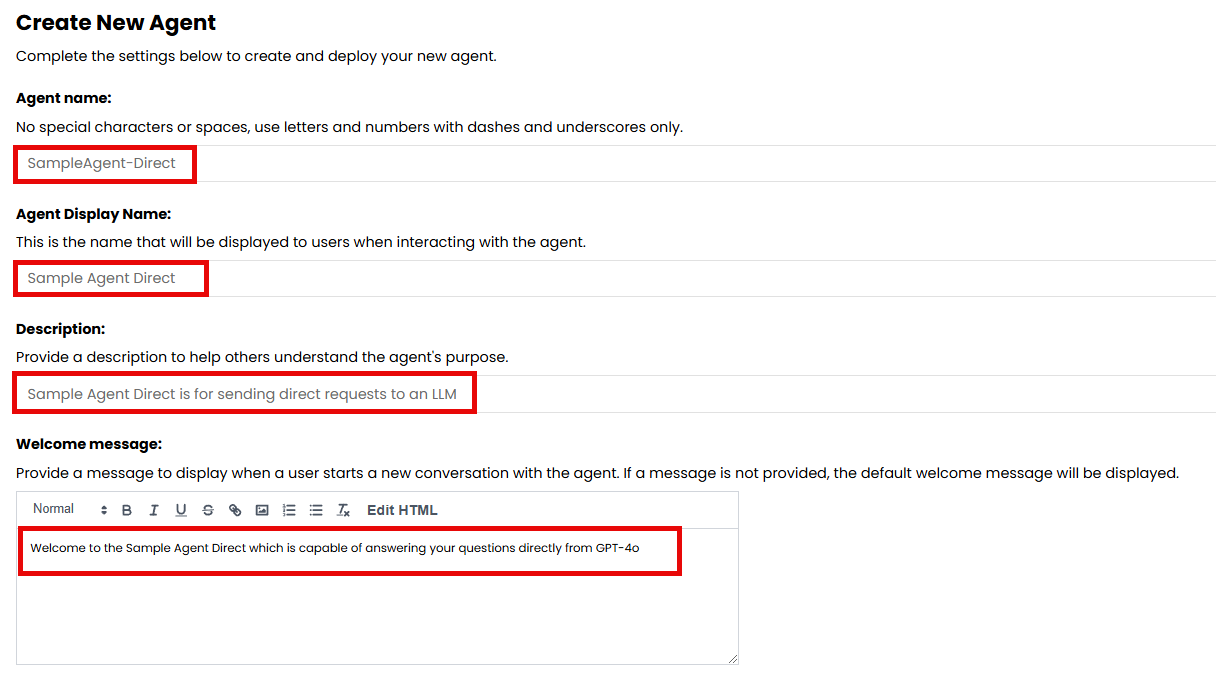 Create New Agent
Complete the settings below to create and deploy your new agent.
Agent name:
No special characters or spaces, use letters and numbers with dashes and underscores only.
SampleAgent-Direct
Agent Display Name:
This is the name that will be displayed to users when interacting with the agent.
Sample Agent Direct
Description:
Provide a description to help others understand the agent's purpose.
Sample Agent Direct is for sending direct requests to an LLM
Welcome message:
Provide a message to display when a user starts a new conversation with the agent. If a message is not provided, the default welcome message will be displayed.
Normal B I U S Edit HTML
Welcome to the Sample Agent Direct which is capable of answering your questions directly from GPT-4o